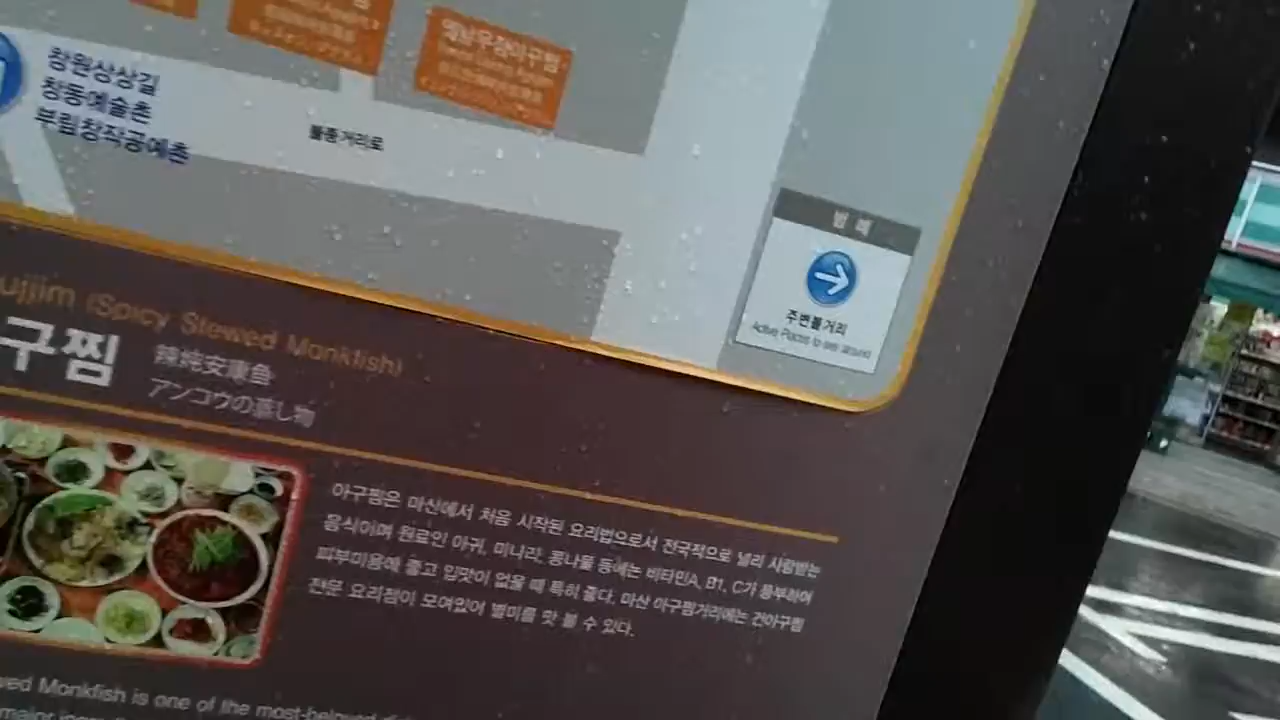 옛날우정아구찜
창원상상길
창동예술촌
부림창작공예촌
불종거리로
범례
주변볼거리
Active Places to see around
ujjim (Spicy Stewed Monkfish)
구찜
辣炖安康鱼
アンコウの蒸し物
아구찜은 마산에서 처음 시작된 요리법으로서 전국적으로 널리 사랑받는
음식이며 원료인 아귀, 미나리, 콩나물 등에는 비타민A, B1, C가 풍부하여
피부미용에 좋고 입맛이 없을 때 특히 좋다. 마산 아구찜거리에는 건아구찜
전문 요리점이 모여있어 별미를 맛 볼 수 있다.
wed Monkfish is one of the most-beloved